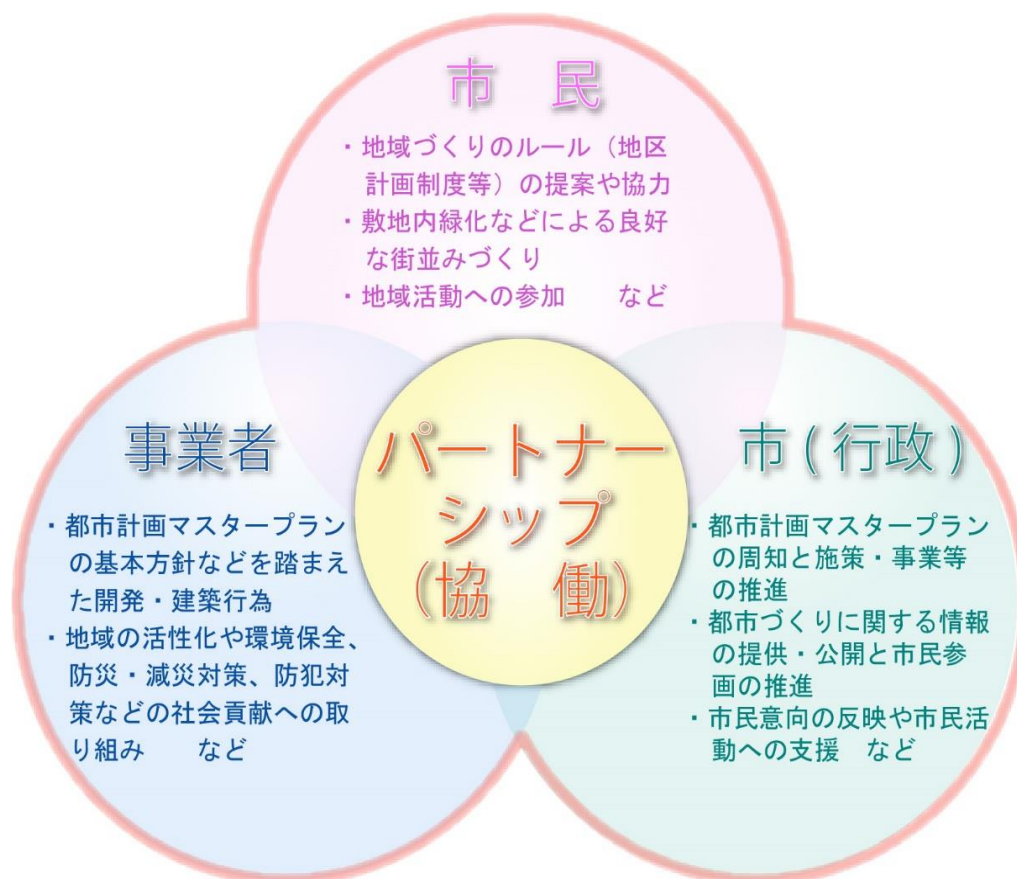 市　民
・地域づくりのルール（地区
計画制度等）の提案や協力
・敷地内緑化などによる良好
な街並みづくり
・地域活動への参加　　など
事業者
・都市計画マスタープラン
の基本方針などを踏まえ
た開発・建築行為
・地域の活性化や環境保全、
防災・減災対策、防犯対
策などの社会貢献への取
り組み　　など
パートナー
シップ
(協　働)
市(行政)
・都市計画マスタープラン
の周知と施策・事業等
の推進
・都市づくりに関する情報
の提供・公開と市民参
画の推進
・市民意向の反映や市民活
動への支援　など